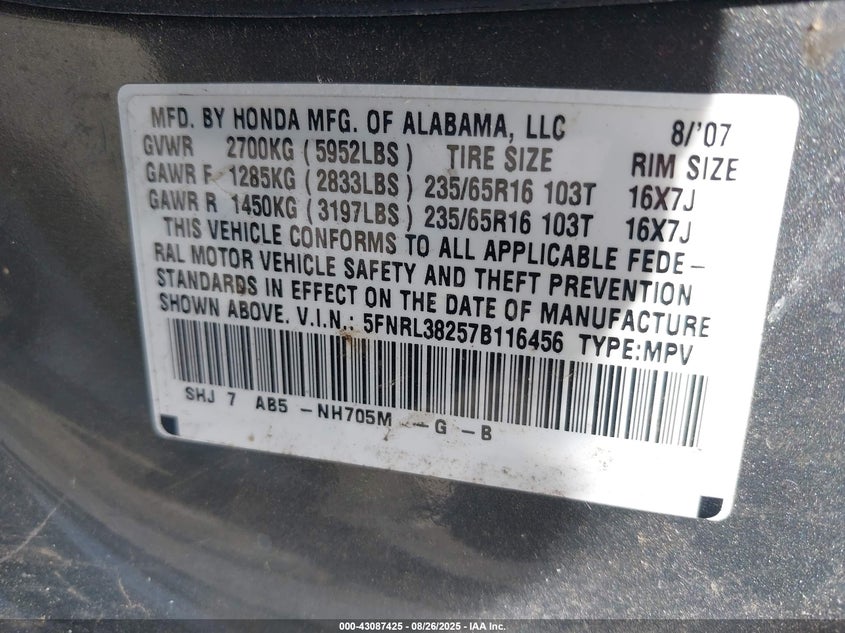 MFD. BY HONDA MFG. OF ALABAMA, LLC 8/'07
GVWR 2700KG (5952LBS) TIRE SIZE RIM SIZE
GAWR F 1285KG (2833LBS) 235/65R16 103T 16X7J
GAWR R 1450KG (3197LBS) 235/65R16 103T 16X7J
THIS VEHICLE CONFORMS TO ALL APPLICABLE FEDE-
RAL MOTOR VEHICLE SAFETY AND THEFT PREVENTION
STANDARDS IN EFFECT ON THE DATE OF MANUFACTURE
SHOWN ABOVE. V.I.N.: 5FNRL38257B116456 TYPE:MPV
SHJ 7 AB5 -NH705M -G -B
000-43087425 - 08/26/2025 - IAA Inc.